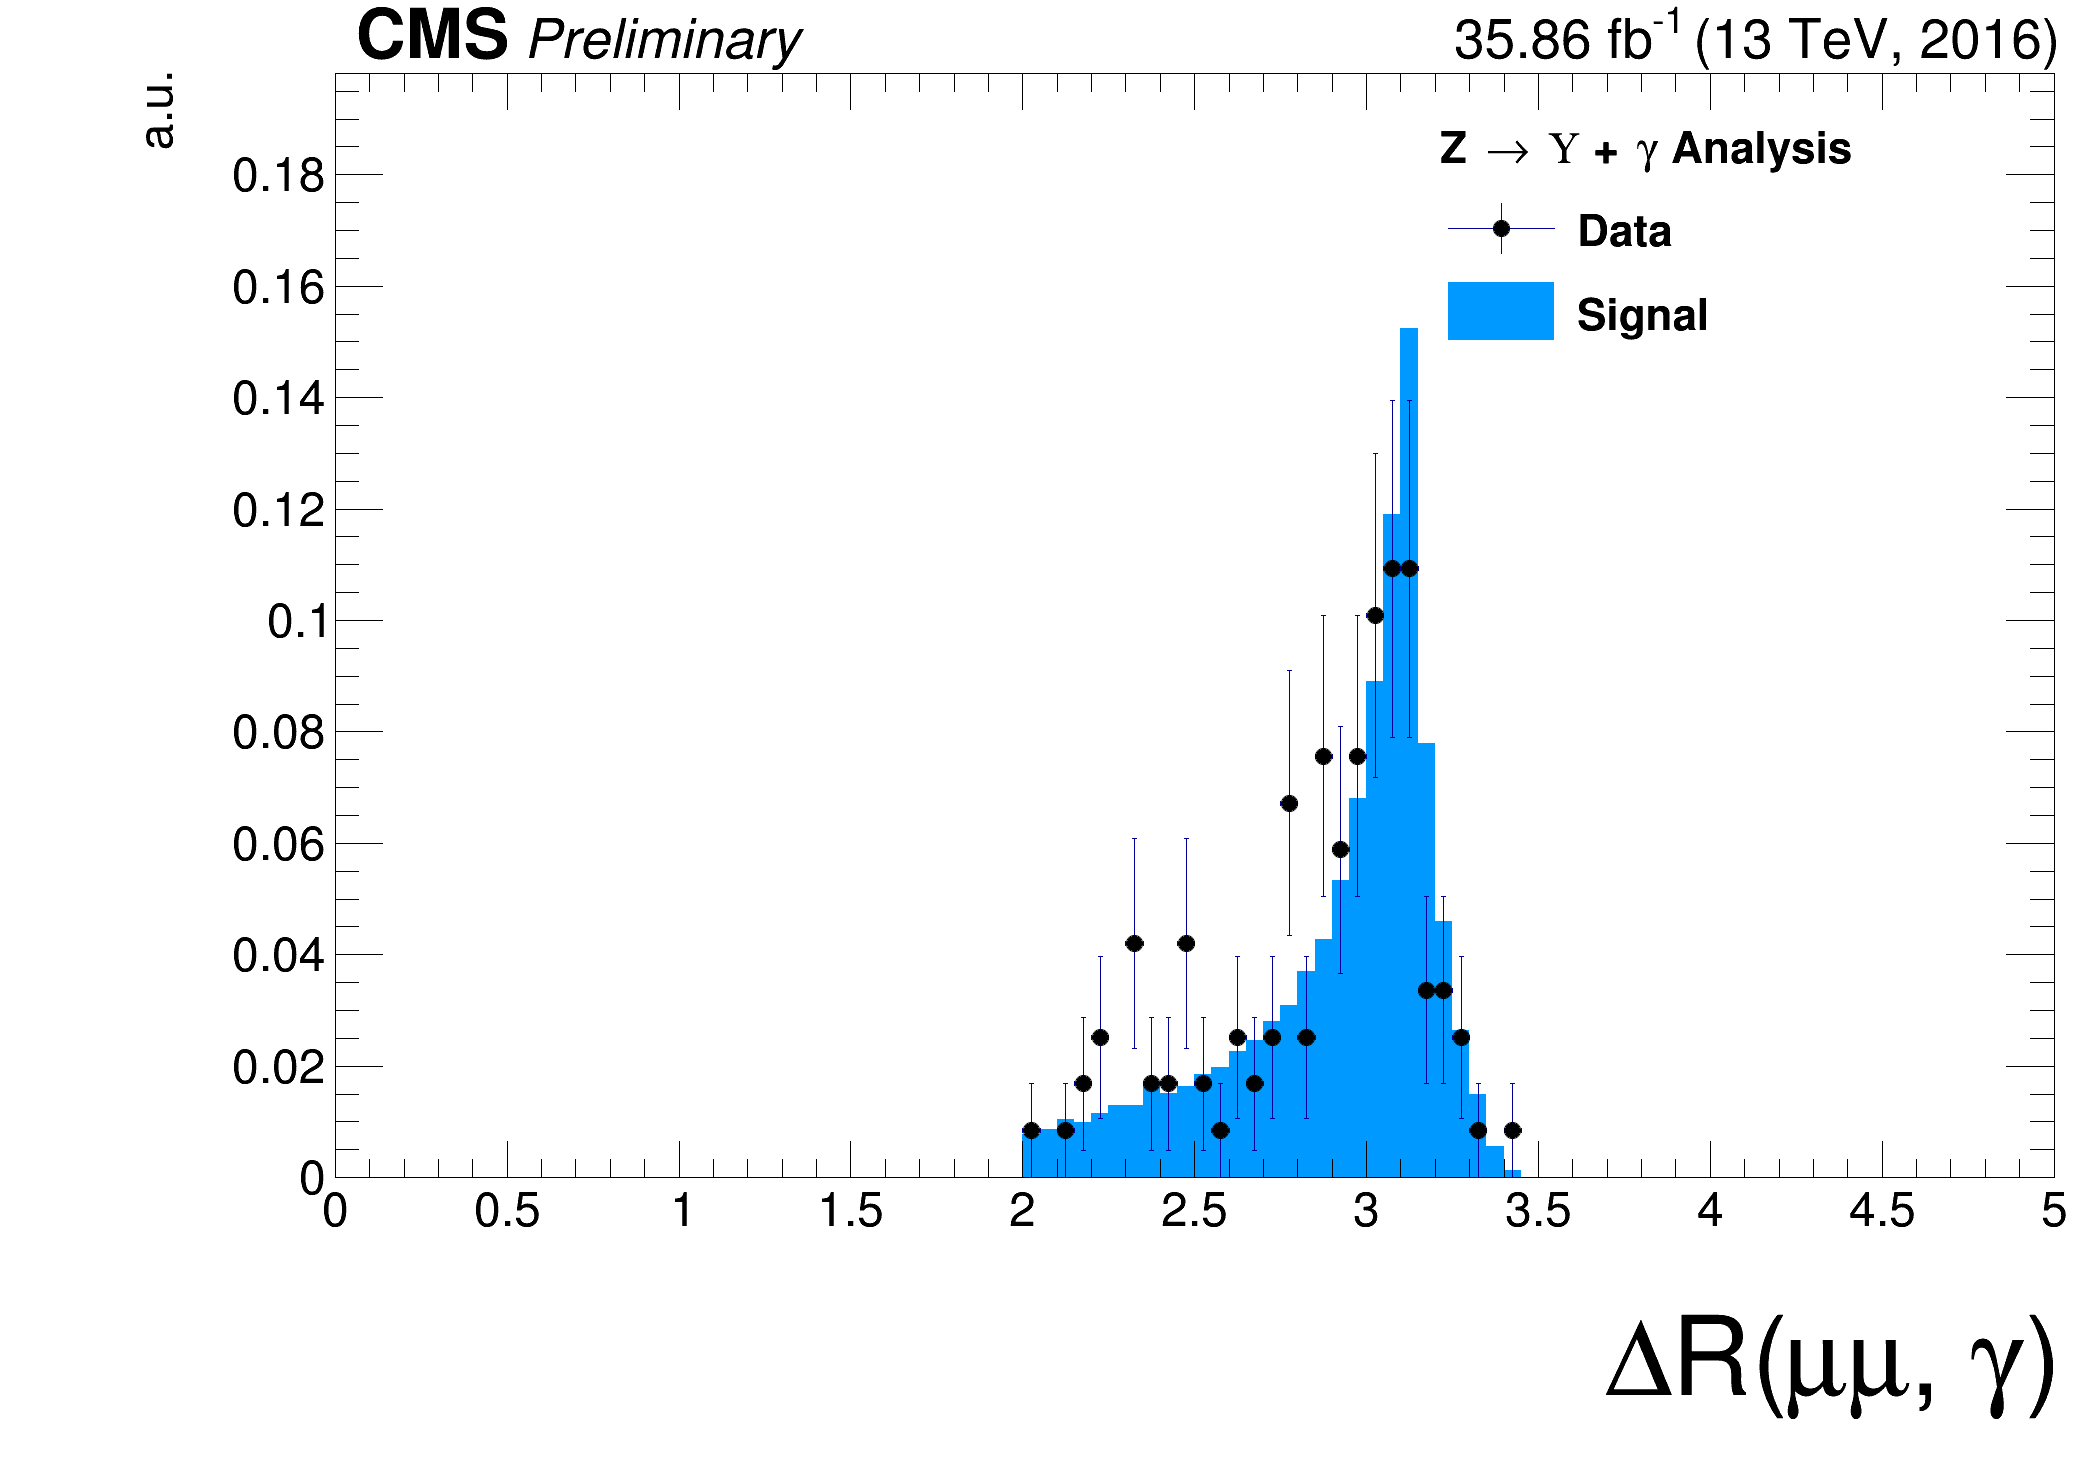 CMS Preliminary 35.86 fb⁻¹ (13 TeV, 2016)
a.u.
Z → Υ + γ Analysis
Data
Signal
0.18
0.16
0.14
0.12
0.1
0.08
0.06
0.04
0.02
0
0 0.5 1 1.5 2 2.5 3 3.5 4 4.5 5
ΔR(μμ, γ)